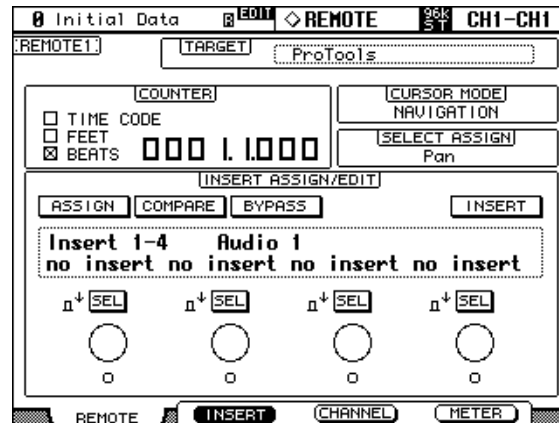 0 Initial Data R EDIT ◇REMOTE 96k ST CH1-CH1
REMOTE1: TARGET ProTools
COUNTER
☐ TIME CODE
☐ FEET
☒ BEATS 000 1.1.000
CURSOR MODE
NAVIGATION
SELECT ASSIGN
Pan
INSERT ASSIGN/EDIT
ASSIGN COMPARE BYPASS INSERT
Insert 1-4 Audio 1
no insert no insert no insert no insert
SEL SEL SEL SEL
REMOTE INSERT CHANNEL METER